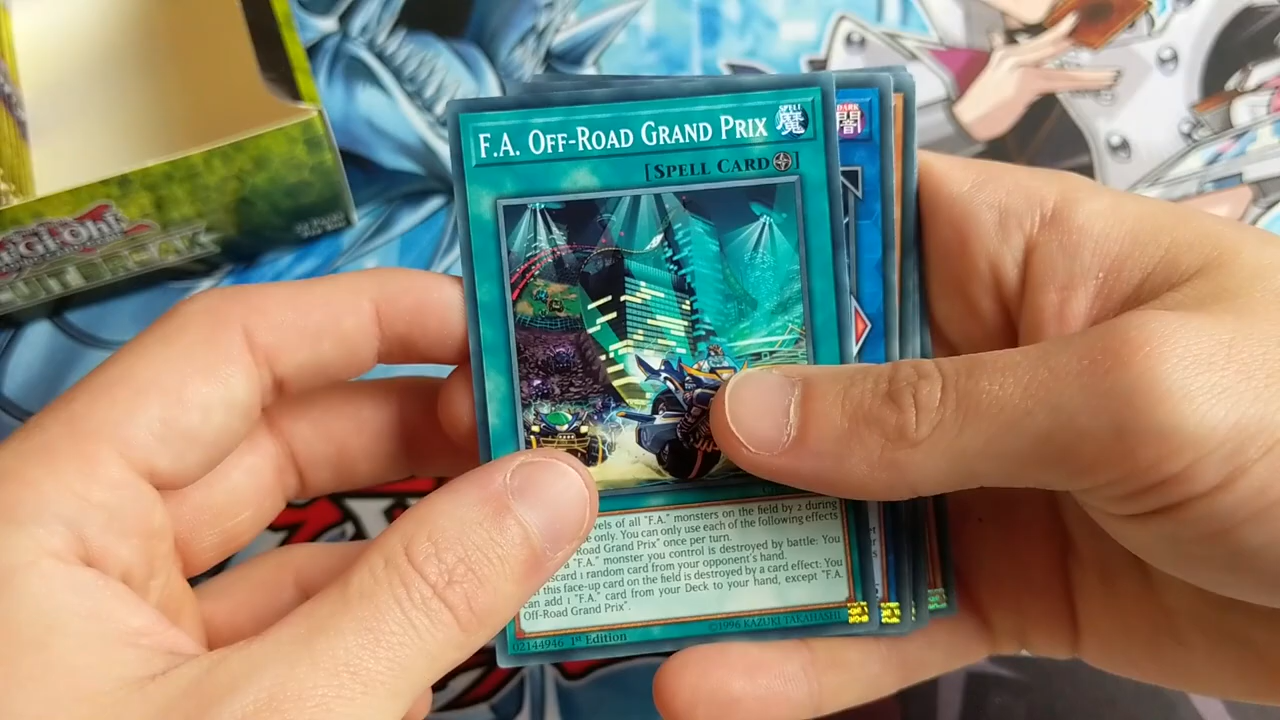 F.A. OFF-ROAD GRAND PRIX
SPELL
魔
[SPELL CARD]
DARK
闇
vels of all "F.A." monsters on the field by 2 during
e only. You can only use each of the following effects
Road Grand Prix" once per turn.
a "F.A." monster you control is destroyed by battle: You
iscard 1 random card from your opponent's hand.
this face-up card on the field is destroyed by a card effect: You
can add 1 "F.A." card from your Deck to your hand, except "F.A.
Off-Road Grand Prix".
02144946 1st Edition
©1996 KAZUKI TAKAHASHI
GI-OH!